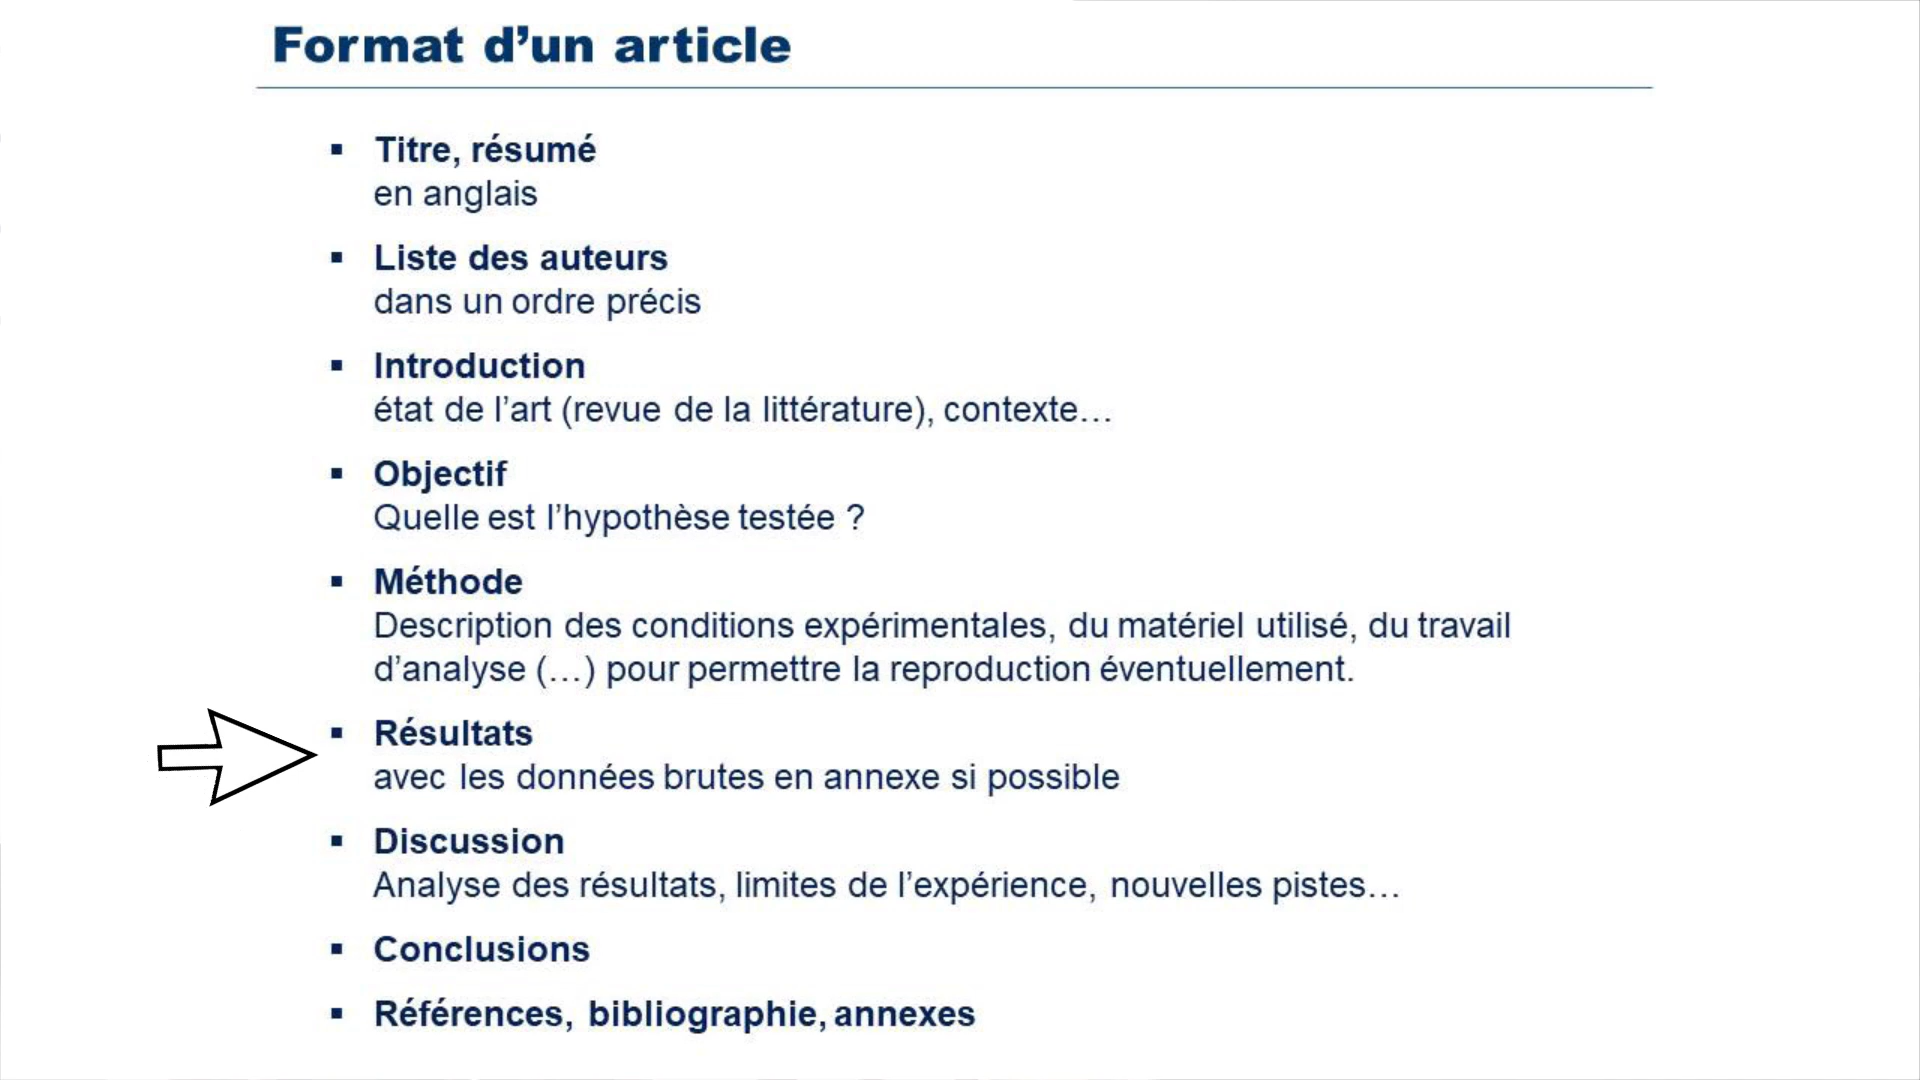 Format d’un article
▪ Titre, résumé
en anglais
▪ Liste des auteurs
dans un ordre précis
▪ Introduction
état de l’art (revue de la littérature), contexte…
▪ Objectif
Quelle est l’hypothèse testée ?
▪ Méthode
Description des conditions expérimentales, du matériel utilisé, du travail
d’analyse (…) pour permettre la reproduction éventuellement.
▪ Résultats
avec les données brutes en annexe si possible
▪ Discussion
Analyse des résultats, limites de l’expérience, nouvelles pistes…
▪ Conclusions
▪ Références, bibliographie, annexes